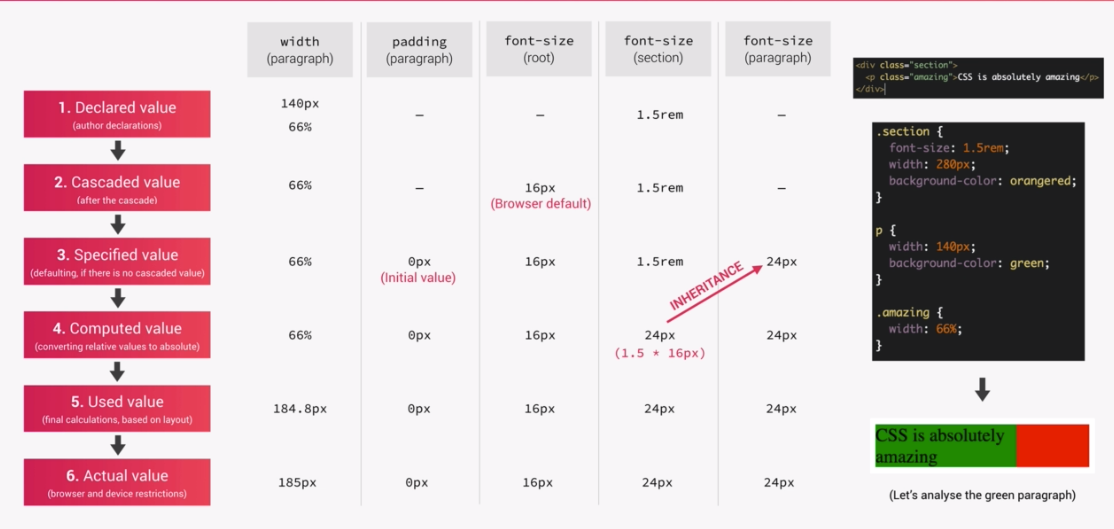 width
(paragraph)
padding
(paragraph)
font-size
(root)
font-size
(section)
font-size
(paragraph)
1. Declared value
(author declarations)
140px
66%
–
–
1.5rem
–
2. Cascaded value
(after the cascade)
66%
–
16px
(Browser default)
1.5rem
–
3. Specified value
(defaulting, if there is no cascaded value)
66%
0px
(Initial value)
16px
1.5rem
INHERITANCE
24px
4. Computed value
(converting relative values to absolute)
66%
0px
16px
24px
(1.5 * 16px)
24px
5. Used value
(final calculations, based on layout)
184.8px
0px
16px
24px
24px
6. Actual value
(browser and device restrictions)
185px
0px
16px
24px
24px
<div class="section">
<p class="amazing">CSS is absolutely amazing</p>
</div>
.section {
font-size: 1.5rem;
width: 280px;
background-color: orangered;
}
p {
width: 140px;
background-color: green;
}
.amazing {
width: 66%;
}
CSS is absolutely
amazing
(Let's analyse the green paragraph)